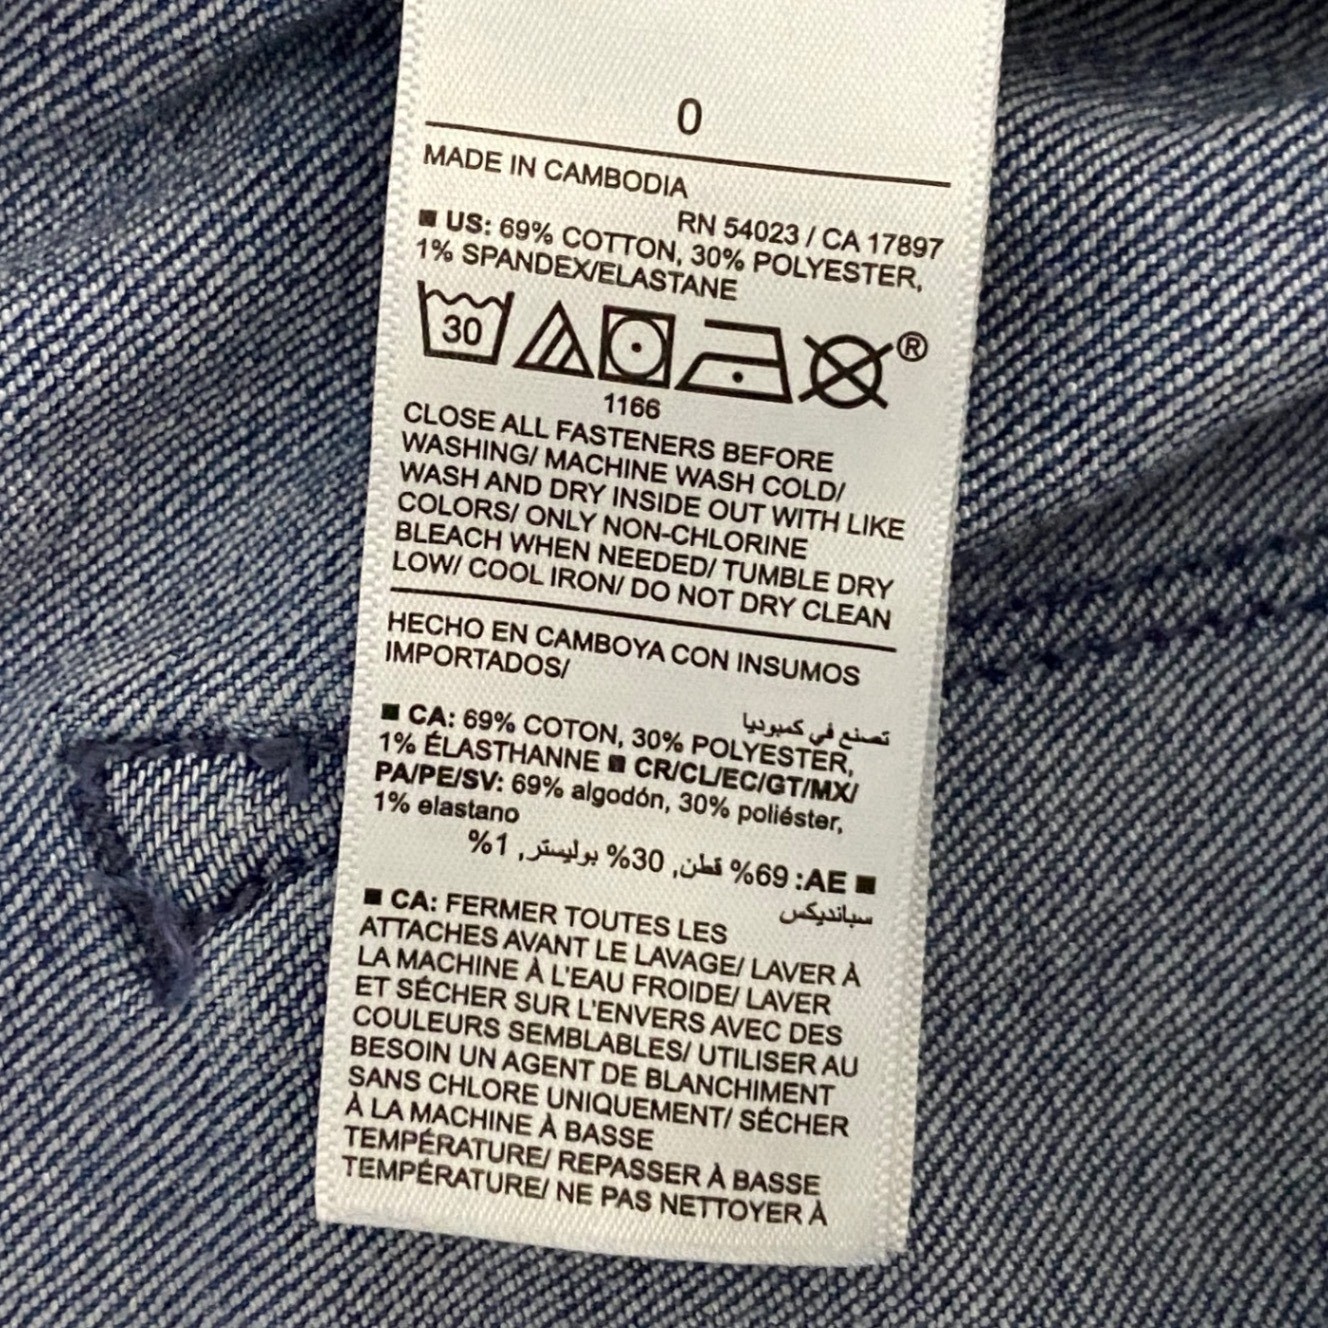 0
MADE IN CAMBODIA
RN 54023 / CA 17897
■ US: 69% COTTON, 30% POLYESTER,
1% SPANDEX/ELASTANE
30
®
1166
CLOSE ALL FASTENERS BEFORE
WASHING/ MACHINE WASH COLD/
WASH AND DRY INSIDE OUT WITH LIKE
COLORS/ ONLY NON-CHLORINE
BLEACH WHEN NEEDED/ TUMBLE DRY
LOW/ COOL IRON/ DO NOT DRY CLEAN
HECHO EN CAMBOYA CON INSUMOS
IMPORTADOS/
تصنع في كمبوديا
■ CA: 69% COTON, 30% POLYESTER,
1% ÉLASTHANNE ■ CR/CL/EC/GT/MX/
PA/PE/SV: 69% algodón, 30% poliéster,
1% elastano
■ AE: 69% قطن, 30% بوليستر, 1%
سبانديكس
■ CA: FERMER TOUTES LES
ATTACHES AVANT LE LAVAGE/ LAVER À
LA MACHINE À L'EAU FROIDE/ LAVER
ET SÉCHER SUR L'ENVERS AVEC DES
COULEURS SEMBLABLES/ UTILISER AU
BESOIN UN AGENT DE BLANCHIMENT
SANS CHLORE UNIQUEMENT/ SÉCHER
À LA MACHINE À BASSE
TEMPÉRATURE/ REPASSER À BASSE
TEMPÉRATURE/ NE PAS NETTOYER À